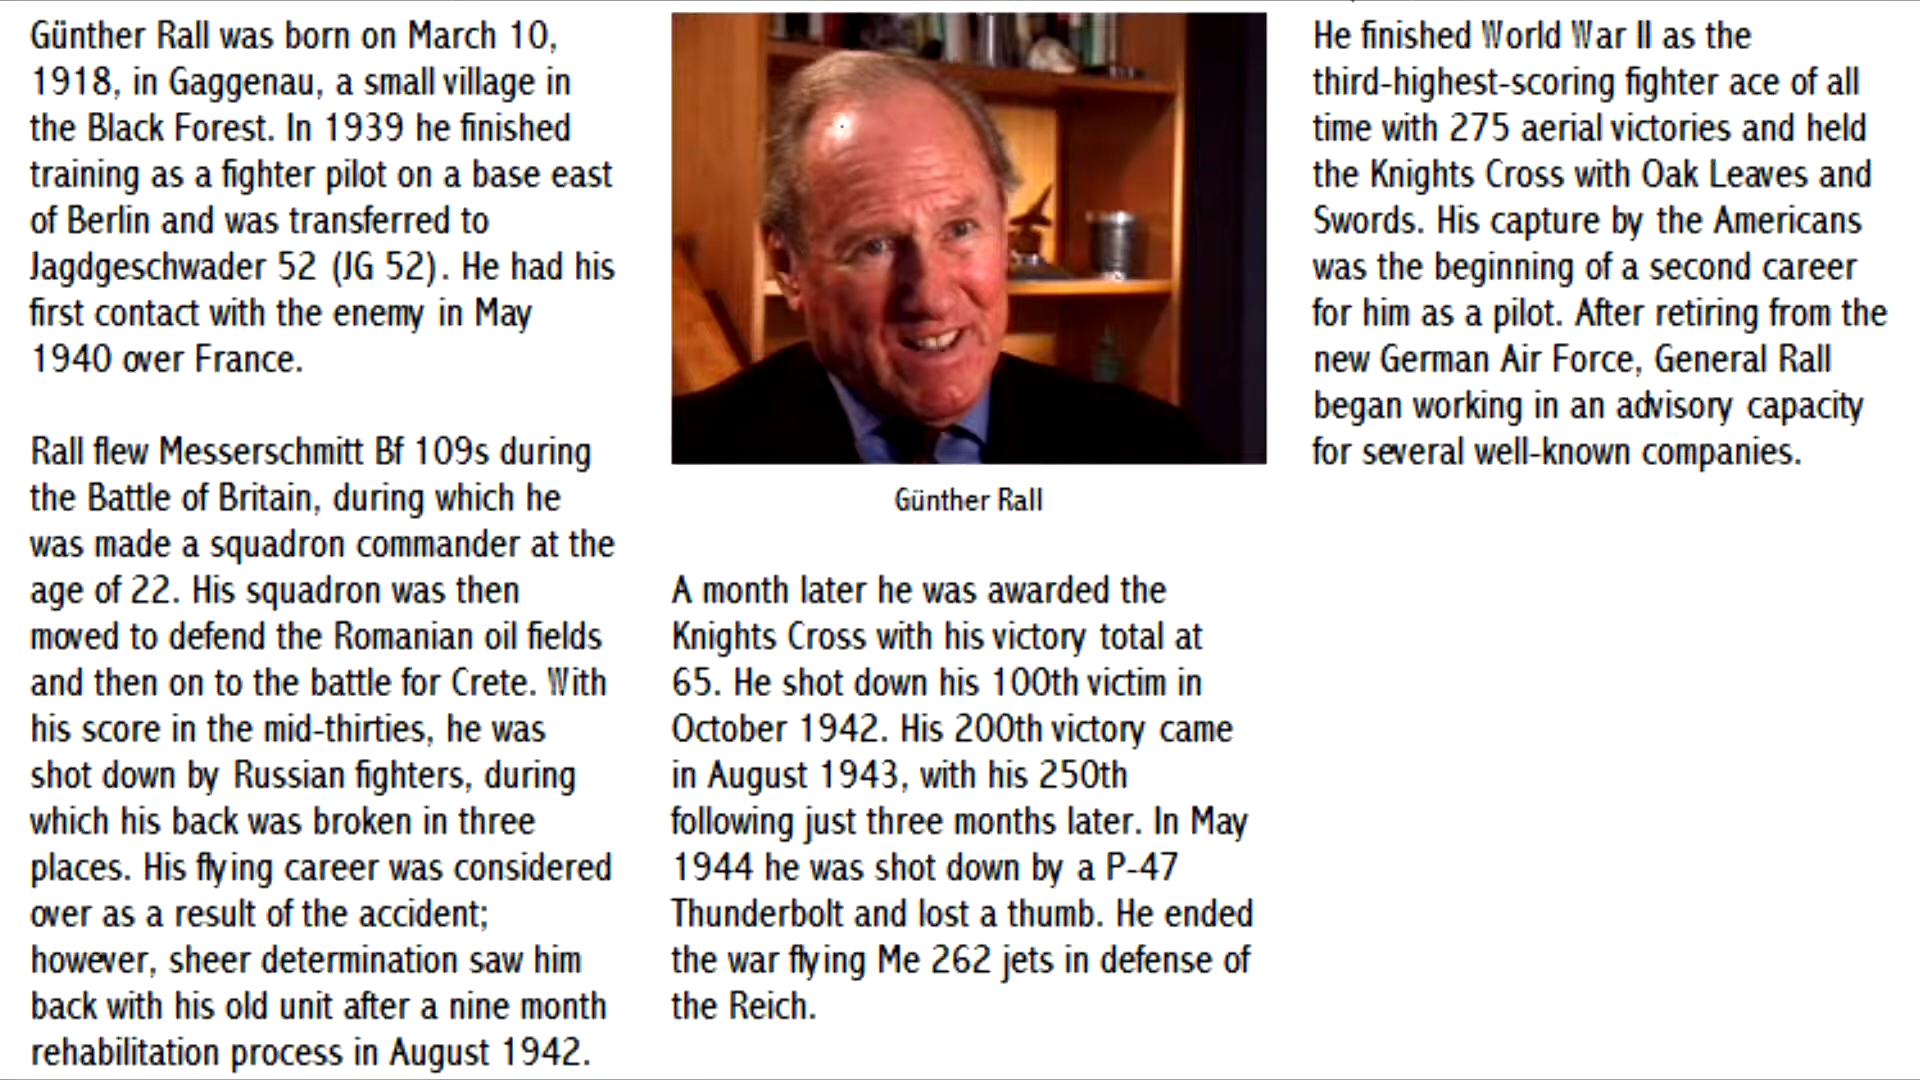 Günther Rall was born on March 10,
1918, in Gaggenau, a small village in
the Black Forest. In 1939 he finished
training as a fighter pilot on a base east
of Berlin and was transferred to
Jagdgeschwader 52 (JG 52). He had his
first contact with the enemy in May
1940 over France.
Rall flew Messerschmitt Bf 109s during
the Battle of Britain, during which he
was made a squadron commander at the
age of 22. His squadron was then
moved to defend the Romanian oil fields
and then on to the battle for Crete. With
his score in the mid-thirties, he was
shot down by Russian fighters, during
which his back was broken in three
places. His flying career was considered
over as a result of the accident;
however, sheer determination saw him
back with his old unit after a nine month
rehabilitation process in August 1942.
Günther Rall
A month later he was awarded the
Knights Cross with his victory total at
65. He shot down his 100th victim in
October 1942. His 200th victory came
in August 1943, with his 250th
following just three months later. In May
1944 he was shot down by a P-47
Thunderbolt and lost a thumb. He ended
the war flying Me 262 jets in defense of
the Reich.
He finished World War II as the
third-highest-scoring fighter ace of all
time with 275 aerial victories and held
the Knights Cross with Oak Leaves and
Swords. His capture by the Americans
was the beginning of a second career
for him as a pilot. After retiring from the
new German Air Force, General Rall
began working in an advisory capacity
for several well-known companies.